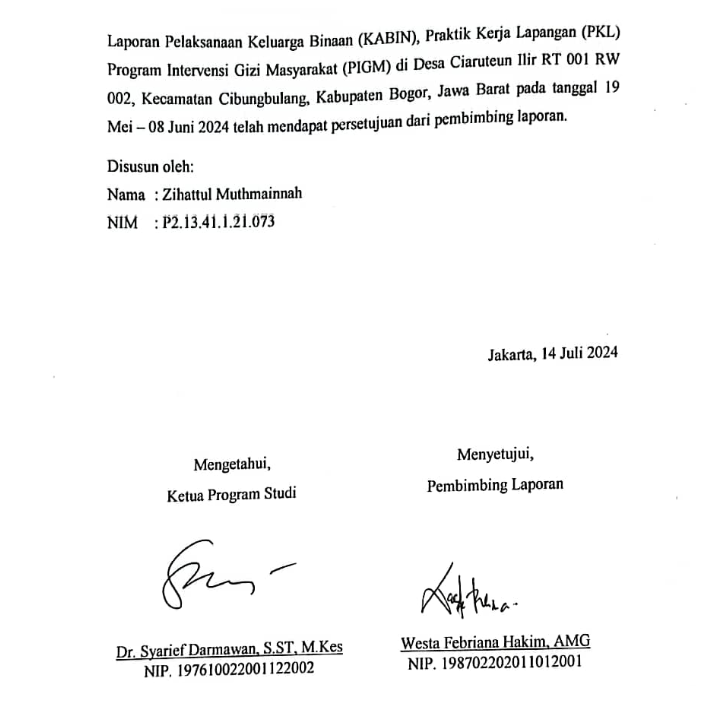 Laporan Pelaksanaan Keluarga Binaan (KABIN), Praktik Kerja Lapangan (PKL)
Program Intervensi Gizi Masyarakat (PIGM) di Desa Ciaruteun Ilir RT 001 RW
002, Kecamatan Cibungbulang, Kabupaten Bogor, Jawa Barat pada tanggal 19
Mei – 08 Juni 2024 telah mendapat persetujuan dari pembimbing laporan.
Disusun oleh:
Nama : Zihattul Muthmainnah
NIM : P2.13.41.1.21.073
Jakarta, 14 Juli 2024
Mengetahui,
Ketua Program Studi
Dr. Syarief Darmawan, S.ST, M.Kes
NIP. 197610022001122002
Menyetujui,
Pembimbing Laporan
Westa Febriana Hakim, AMG
NIP. 198702202011012001